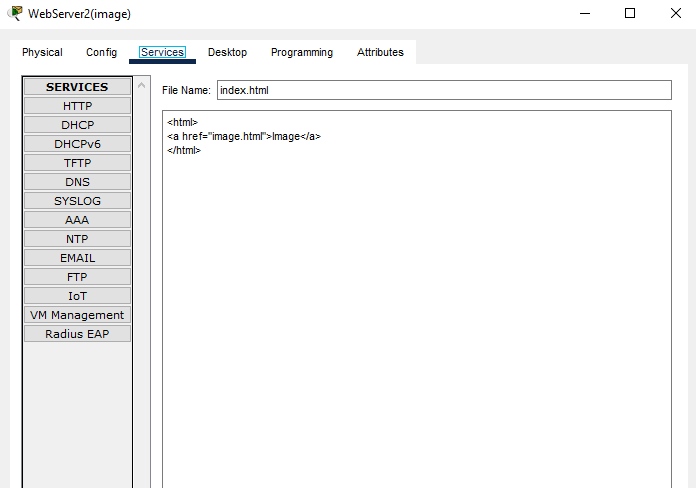 WebServer2(image)
Physical Config Services Desktop Programming Attributes
SERVICES
HTTP
DHCP
DHCPv6
TFTP
DNS
SYSLOG
AAA
NTP
EMAIL
FTP
IoT
VM Management
Radius EAP
File Name: index.html
<html>
<a href="image.html">Image</a>
</html>